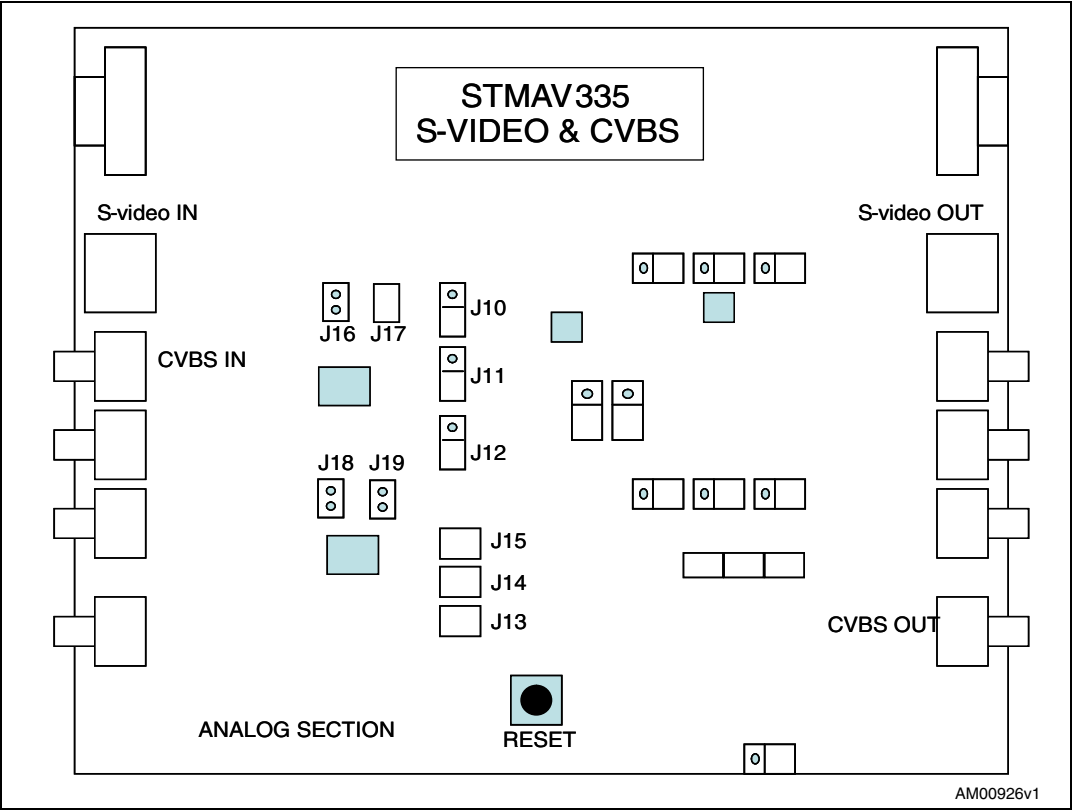 STMAV335
S-VIDEO & CVBS
S-video IN
S-video OUT
J16
J17
J10
CVBS IN
J11
J12
J18
J19
J15
J14
J13
CVBS OUT
ANALOG SECTION
RESET
AM00926v1